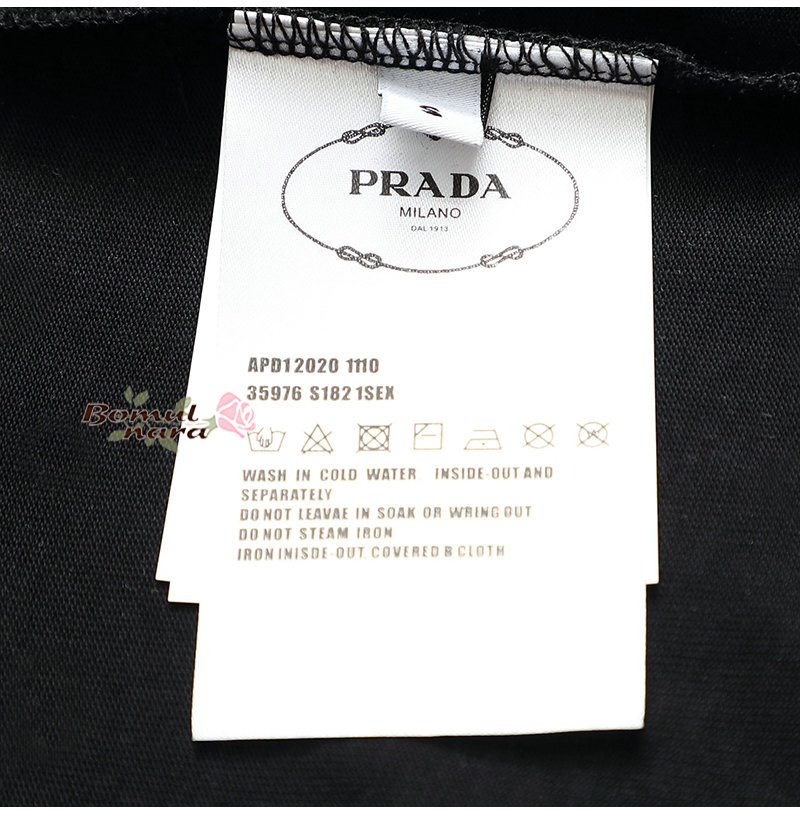 S
PRADA
MILANO
DAL 1913
APD12020 1110
35976 S182 1SEX
Bomul
nara
WASH IN COLD WATER INSIDE-OUT AND
SEPARATELY
DO NOT LEAVAE IN SOAK OR WRING OUT
DO NOT STEAM IRON
IRON INISDE-OUT COVERED B CLOTH